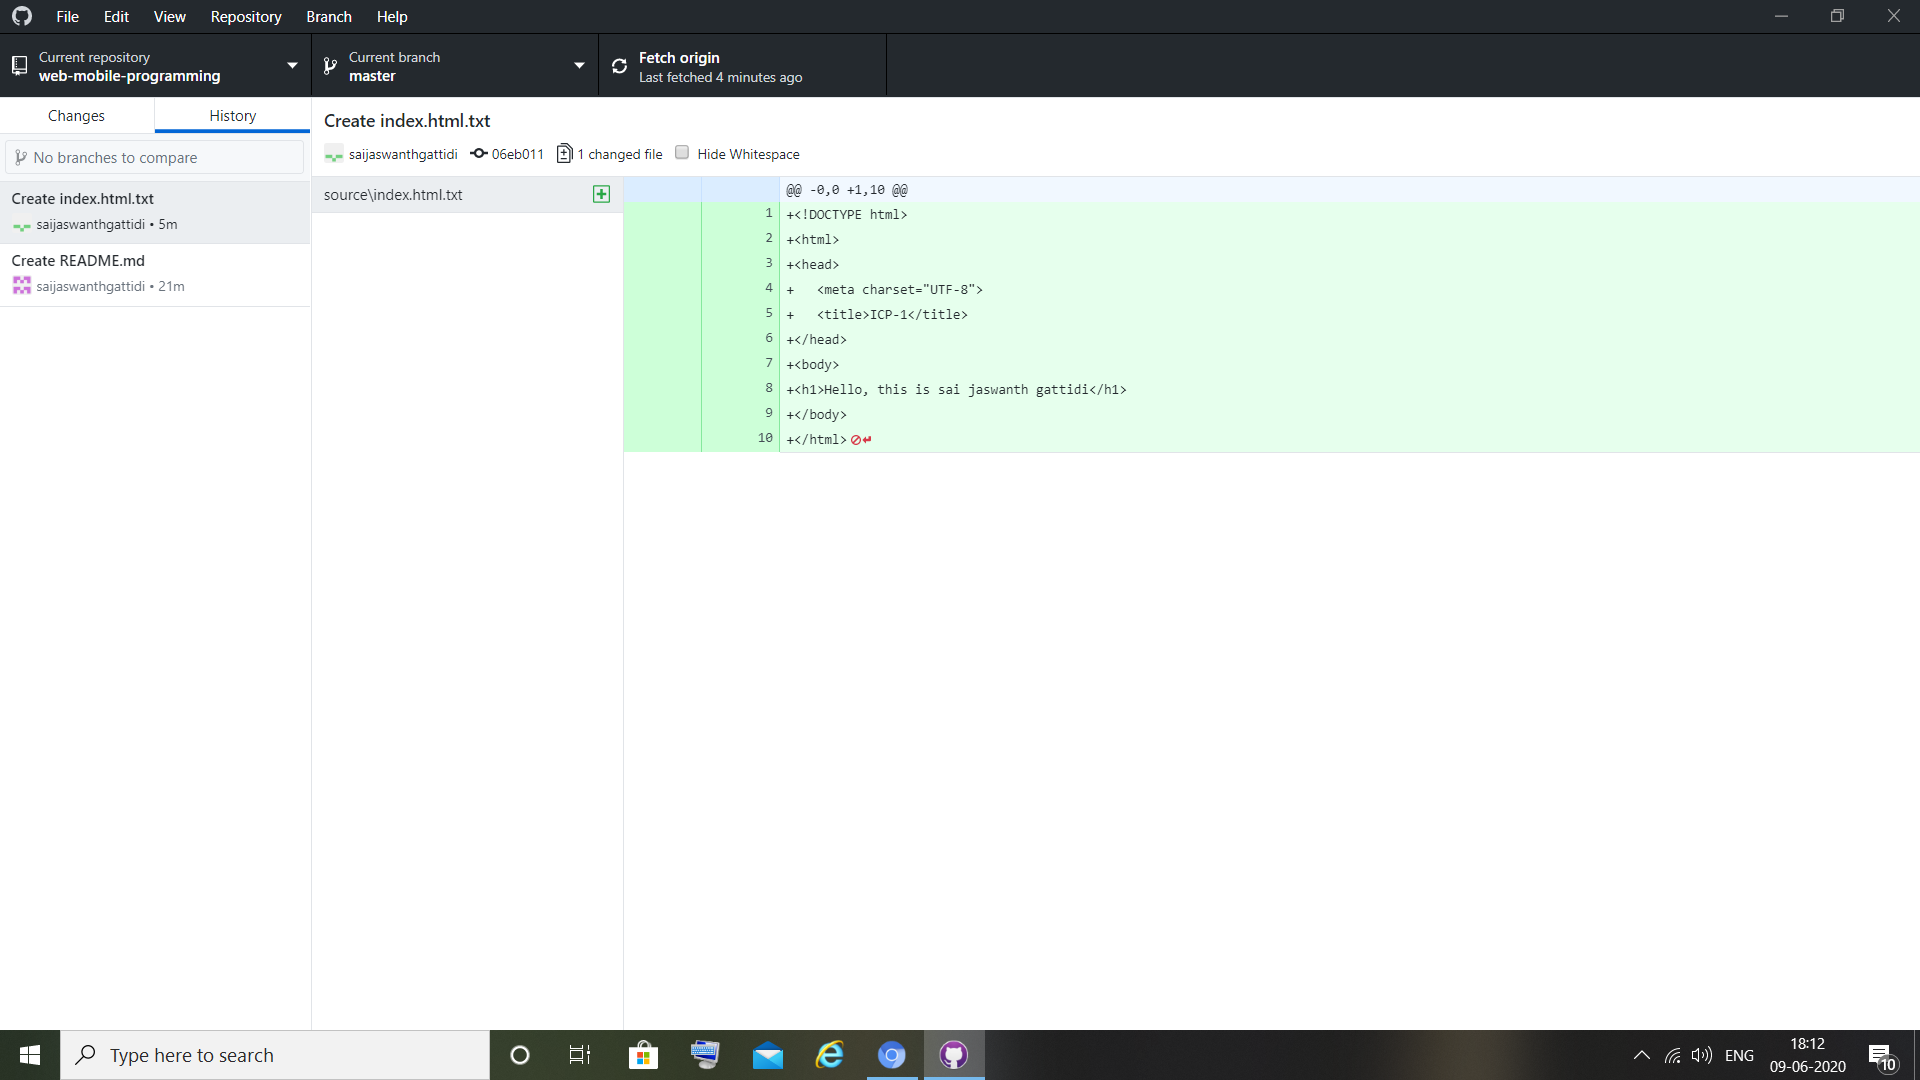 File Edit View Repository Branch Help
Current repository
web-mobile-programming
Current branch
master
Fetch origin
Last fetched 4 minutes ago
Changes
History
No branches to compare
Create index.html.txt
saijaswanthgattidi • 5m
Create README.md
saijaswanthgattidi • 21m
Create index.html.txt
saijaswanthgattidi 06eb011 1 changed file Hide Whitespace
source\index.html.txt
@@ -0,0 +1,10 @@
1 +<!DOCTYPE html>
2 +<html>
3 +<head>
4 +   <meta charset="UTF-8">
5 +   <title>ICP-1</title>
6 +</head>
7 +<body>
8 +<h1>Hello, this is sai jaswanth gattidi</h1>
9 +</body>
10 +</html>
Type here to search
ENG
18:12
09-06-2020
10